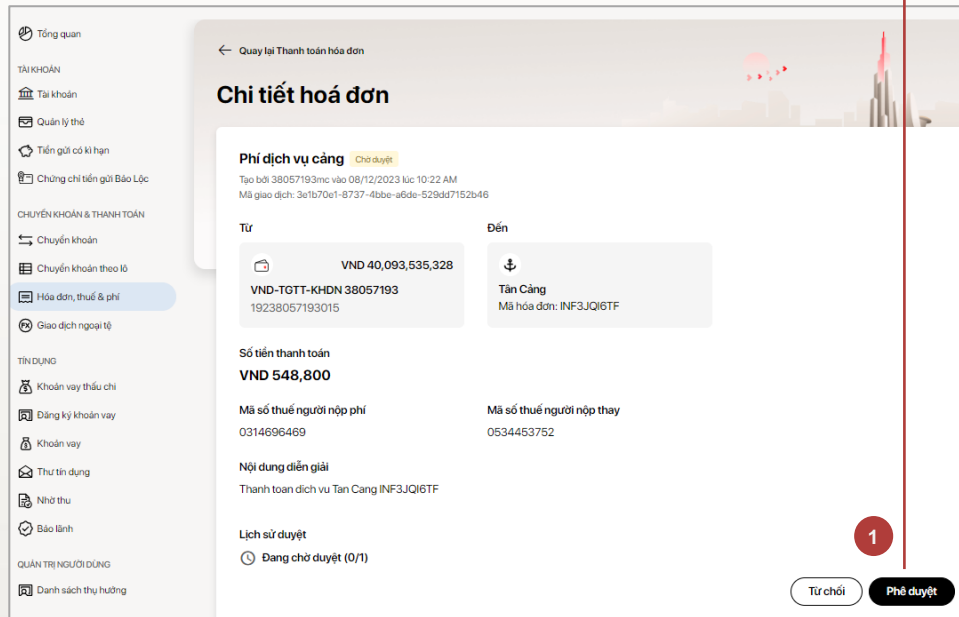 Tổng quan
TÀI KHOẢN
Tài khoản
Quản lý thẻ
Tiền gửi có kì hạn
Chứng chỉ tiền gửi Bảo Lộc
CHUYỂN KHOẢN & THANH TOÁN
Chuyển khoản
Chuyển khoản theo lô
Hóa đơn, thuế & phí
FX
Giao dịch ngoại tệ
TÍN DỤNG
Khoản vay thấu chi
Đăng ký khoản vay
Khoản vay
Thư tín dụng
Nhờ thu
Bảo lãnh
QUẢN TRỊ NGƯỜI DÙNG
Danh sách thụ hưởng
Quay lại Thanh toán hóa đơn
Chi tiết hoá đơn
Phí dịch vụ cảng Chờ duyệt
Tạo bởi 38057193mc vào 08/12/2023 lúc 10:22 AM
Mã giao dịch: 3e1b70e1-8737-4bbe-a6de-529dd7152b46
Từ
VND 40,093,535,328
VND-TGTT-KHDN 38057193
19238057193015
Đến
Tân Cảng
Mã hóa đơn: INF3JQI6TF
Số tiền thanh toán
VND 548,800
Mã số thuế người nộp phí
0314696469
Mã số thuế người nộp thay
0534453752
Nội dung diễn giải
Thanh toan dich vu Tan Cang INF3JQI6TF
Lịch sử duyệt
Đang chờ duyệt (0/1)
1
Từ chối
Phê duyệt